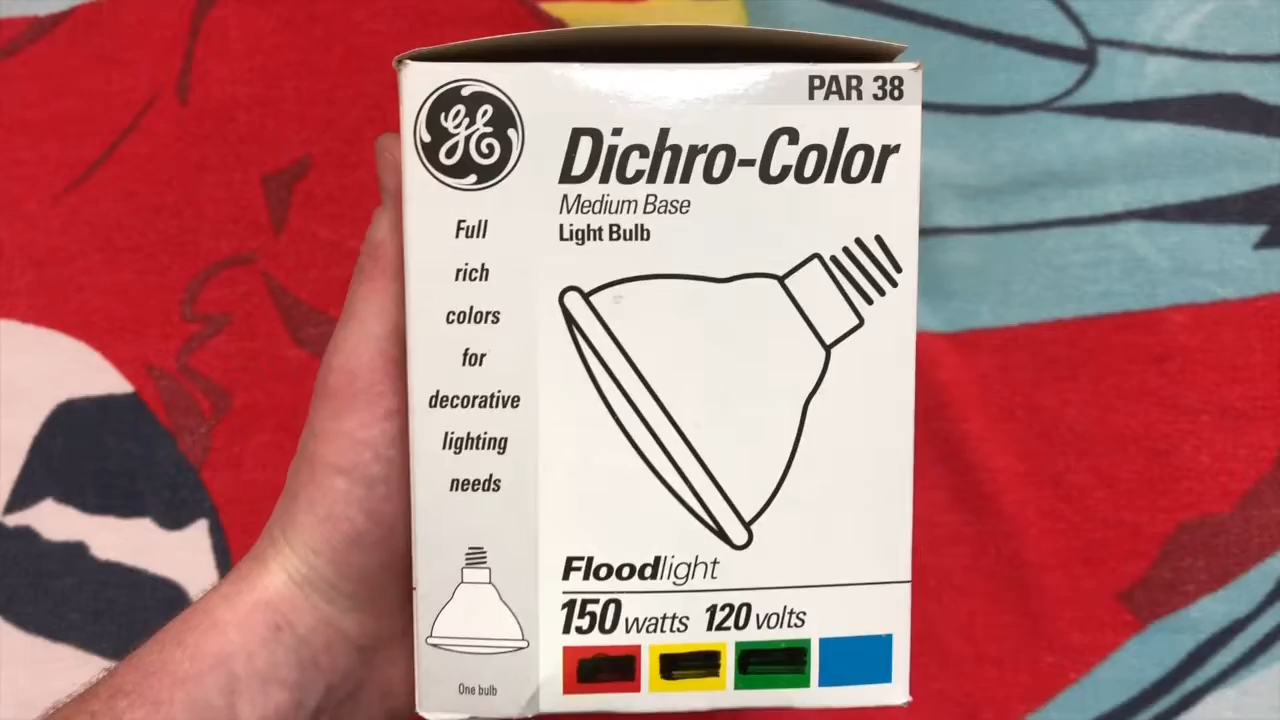 GE
PAR 38
Dichro-Color
Medium Base
Light Bulb
Full
rich
colors
for
decorative
lighting
needs
Floodlight
150 watts 120 volts
One bulb